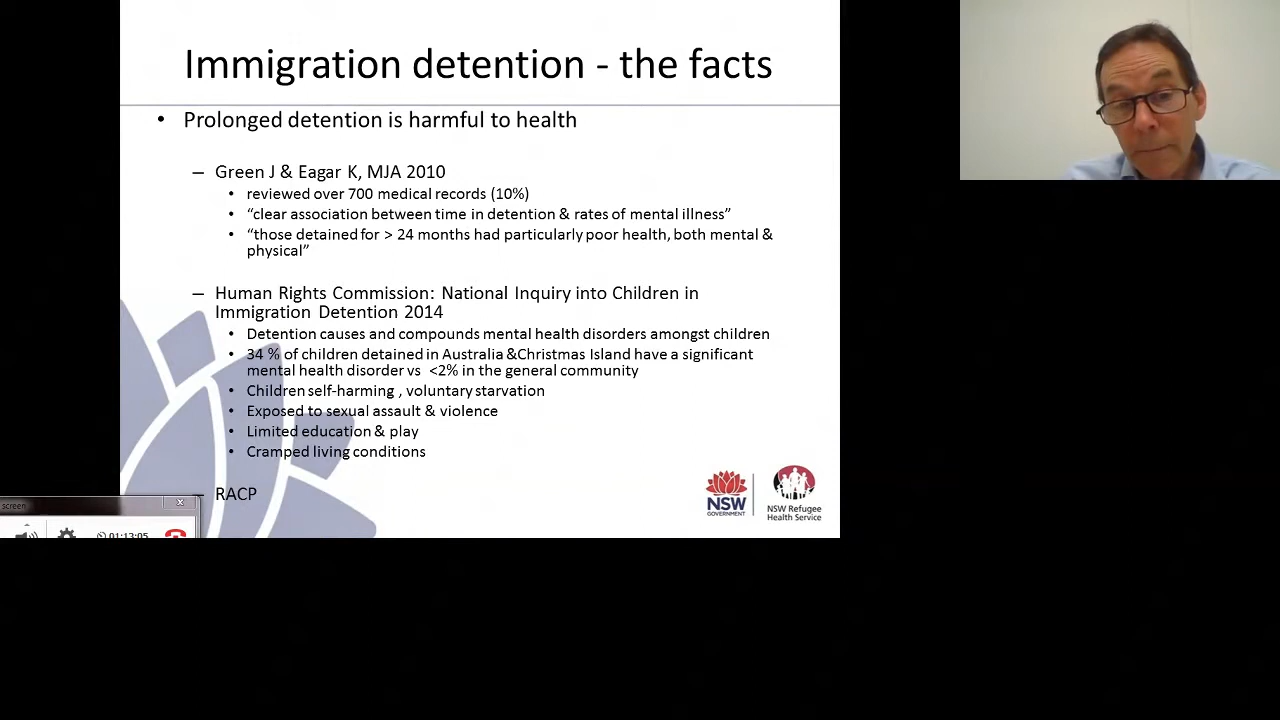 Immigration detention - the facts
• Prolonged detention is harmful to health
– Green J & Eagar K, MJA 2010
• reviewed over 700 medical records (10%)
• “clear association between time in detention & rates of mental illness”
• “those detained for > 24 months had particularly poor health, both mental &
physical”
– Human Rights Commission: National Inquiry into Children in
Immigration Detention 2014
• Detention causes and compounds mental health disorders amongst children
• 34 % of children detained in Australia &Christmas Island have a significant
mental health disorder vs <2% in the general community
• Children self-harming , voluntary starvation
• Exposed to sexual assault & violence
• Limited education & play
• Cramped living conditions
– RACP
NSW
GOVERNMENT
NSW Refugee
Health Service
screen
01:13:05